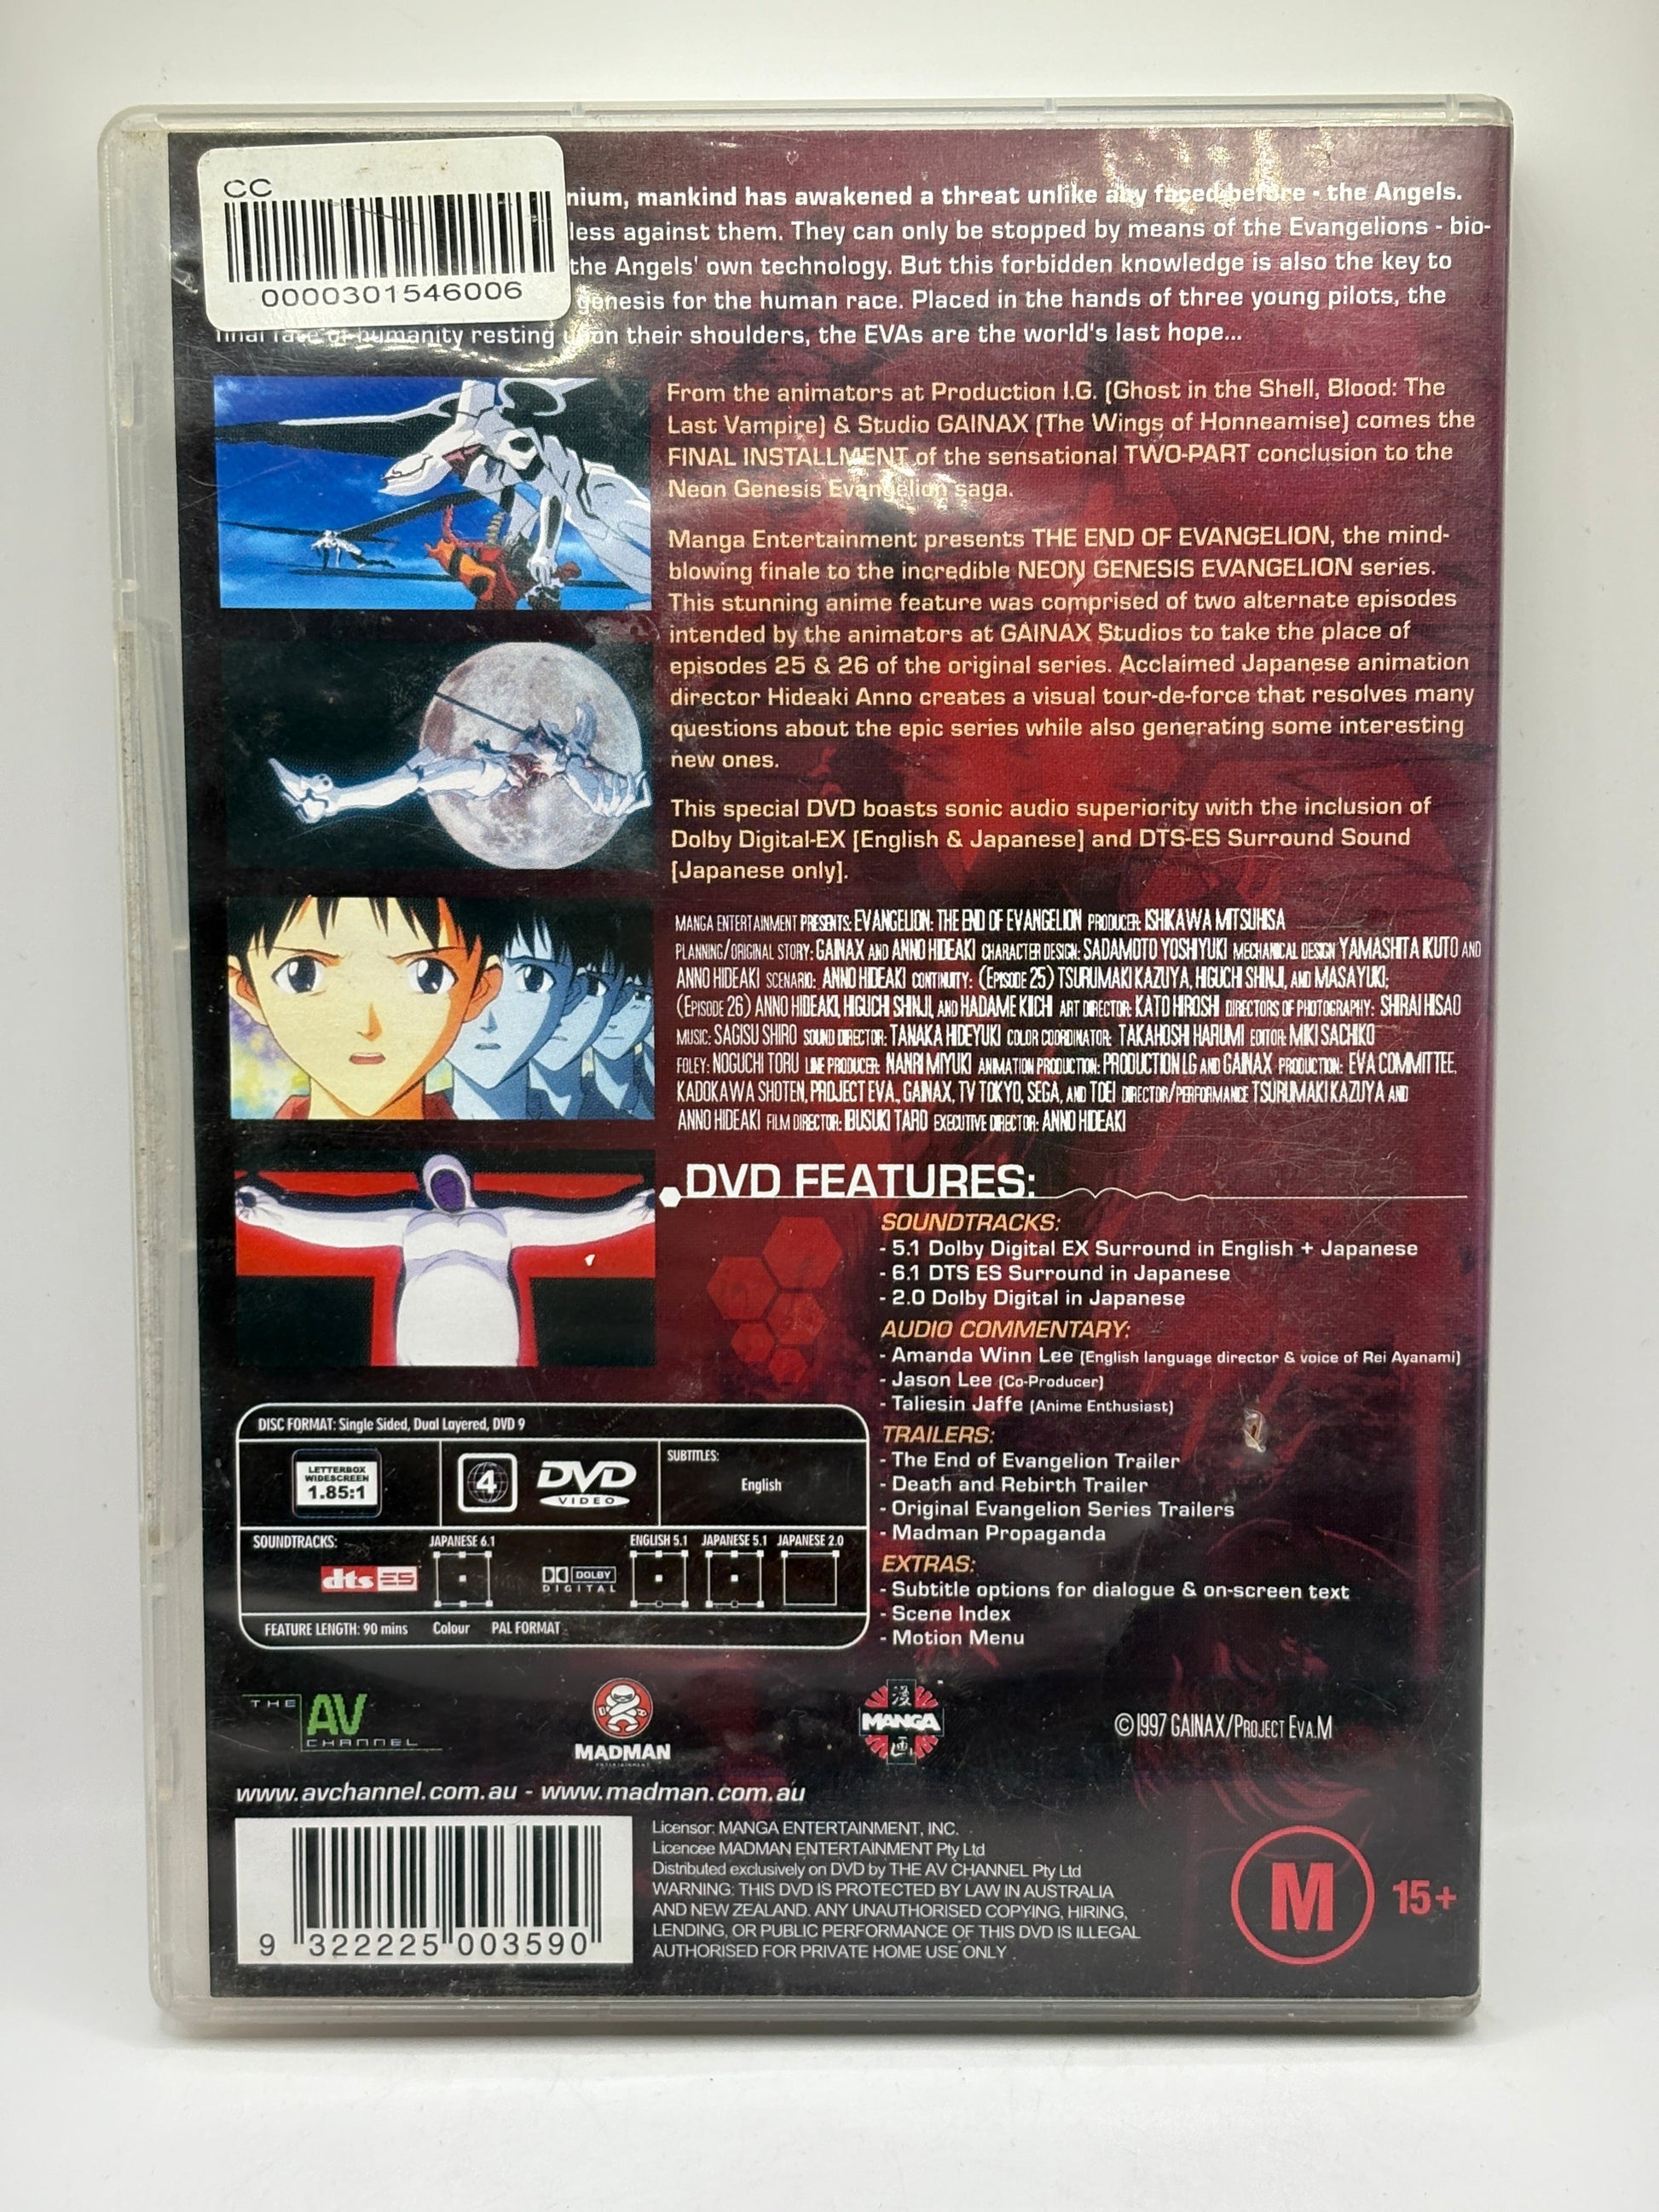 CC
0000301546006
nium, mankind has awakened a threat unlike any faced before - the Angels.
less against them. They can only be stopped by means of the Evangelions - bio-
the Angels' own technology. But this forbidden knowledge is also the key to
genesis for the human race. Placed in the hands of three young pilots, the
final fate of humanity resting upon their shoulders, the EVAs are the world's last hope...
From the animators at Production I.G. (Ghost in the Shell, Blood: The
Last Vampire) & Studio GAINAX (The Wings of Honneamise) comes the
FINAL INSTALLMENT of the sensational TWO-PART conclusion to the
Neon Genesis Evangelion saga.
Manga Entertainment presents THE END OF EVANGELION, the mind-
blowing finale to the incredible NEON GENESIS EVANGELION series.
This stunning anime feature was comprised of two alternate episodes
intended by the animators at GAINAX Studios to take the place of
episodes 25 & 26 of the original series. Acclaimed Japanese animation
director Hideaki Anno creates a visual tour-de-force that resolves many
questions about the epic series while also generating some interesting
new ones.
This special DVD boasts sonic audio superiority with the inclusion of
Dolby Digital-EX [English & Japanese] and DTS-ES Surround Sound
[Japanese only].
MANGA ENTERTAINMENT PRESENTS: EVANGELION: THE END OF EVANGELION PRODUCER: ISHIKAWA MITSUHISA
PLANNING/ORIGINAL STORY: GAINAX AND ANNO HIDEAKI CHARACTER DESIGN: SADAMOTO YOSHIYUKI MECHANICAL DESIGN YAMASHITA IKUTO AND
ANNO HIDEAKI SCENARIO: ANNO HIDEAKI CONTINUITY: (EPISODE 25) TSURUMAKI KAZUYA, HIGUCHI SHINJI, AND MASAYUKI;
(EPISODE 26) ANNO HIDEAKI, HIGUCHI SHINJI, AND HADAME KIICHI ART DIRECTOR: KATO HIROSHI DIRECTORS OF PHOTOGRAPHY: SHIRAI HISAO
MUSIC: SAGISU SHIRO SOUND DIRECTOR: TANAKA HIDEYUKI COLOR COORDINATOR: TAKAHOSHI HARUMI EDITOR: MIKI SACHIKO
FOLEY: NOGUCHI TORU LINE PRODUCER: NANRI MIYUKI ANIMATION PRODUCTION: PRODUCTION I.G AND GAINAX PRODUCTION: EVA COMMITTEE,
KADOKAWA SHOTEN, PROJECT EVA., GAINAX, TV TOKYO, SEGA, AND TOEI DIRECTOR/PERFORMANCE TSURUMAKI KAZUYA AND
ANNO HIDEAKI FILM DIRECTOR: IBUSUKI TARO EXECUTIVE DIRECTOR: ANNO HIDEAKI
DVD FEATURES:
SOUNDTRACKS:
- 5.1 Dolby Digital EX Surround in English + Japanese
- 6.1 DTS ES Surround in Japanese
- 2.0 Dolby Digital in Japanese
AUDIO COMMENTARY:
- Amanda Winn Lee (English language director & voice of Rei Ayanami)
- Jason Lee (Co-Producer)
- Taliesin Jaffe (Anime Enthusiast)
TRAILERS:
- The End of Evangelion Trailer
- Death and Rebirth Trailer
- Original Evangelion Series Trailers
- Madman Propaganda
EXTRAS:
- Subtitle options for dialogue & on-screen text
- Scene Index
- Motion Menu
DISC FORMAT: Single Sided, Dual Layered, DVD 9
LETTERBOX
WIDESCREEN
1.85:1
4
DVD
VIDEO
SUBTITLES:
English
SOUNDTRACKS:
JAPANESE 6.1
ENGLISH 5.1
JAPANESE 5.1
JAPANESE 2.0
dts ES
DOLBY
DIGITAL
FEATURE LENGTH: 90 mins Colour PAL FORMAT
THE
AV
CHANNEL
MADMAN
ENTERTAINMENT
漫
MANGA
画
©1997 GAINAX/PROJECT EVA.M
www.avchannel.com.au - www.madman.com.au
9 322225 003590
Licensor: MANGA ENTERTAINMENT, INC.
Licencee MADMAN ENTERTAINMENT Pty Ltd
Distributed exclusively on DVD by THE AV CHANNEL Pty Ltd
WARNING: THIS DVD IS PROTECTED BY LAW IN AUSTRALIA
AND NEW ZEALAND. ANY UNAUTHORISED COPYING, HIRING,
LENDING, OR PUBLIC PERFORMANCE OF THIS DVD IS ILLEGAL
AUTHORISED FOR PRIVATE HOME USE ONLY .
M 15+